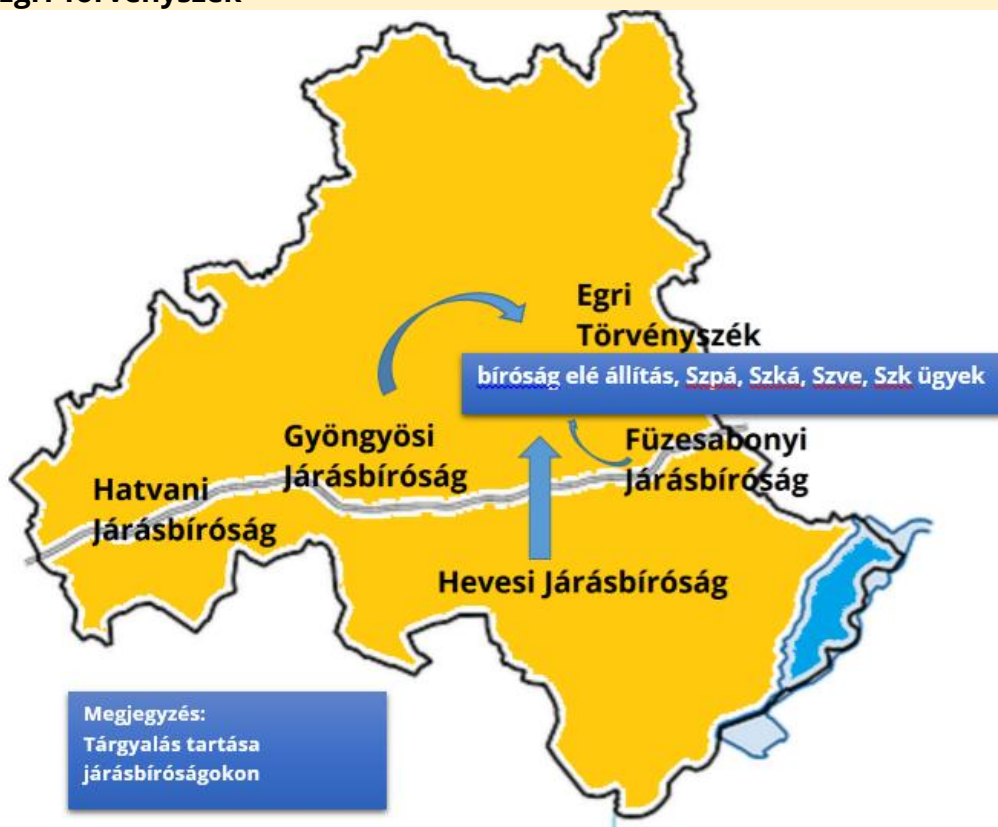 Egri Törvényszék
Egri
Törvényszék
bíróság elé állítás, Szpá, Szká, Szve, Szk ügyek
Gyöngyösi
Járásbíróság
Füzesabonyi
Járásbíróság
Hatvani
Járásbíróság
Hevesi Járásbíróság
Megjegyzés:
Tárgyalás tartása
járásbíróságokon